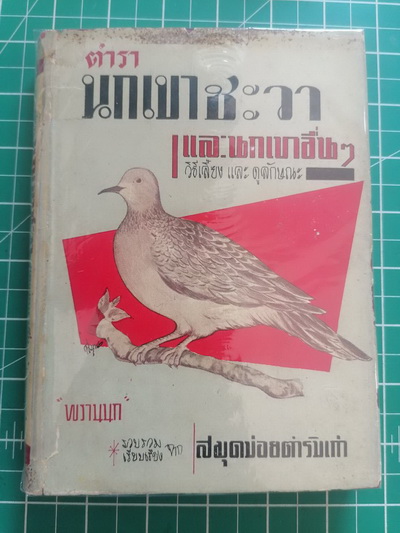 ตำรา
นกเขาชะวา
และนกเขาอื่นๆ
วิธีเลี้ยง และ ดูลักษณะ
"พรานนก"
* รวบรวม
เรียบเรียง จาก
สมุดข่อยตำรับเก่า